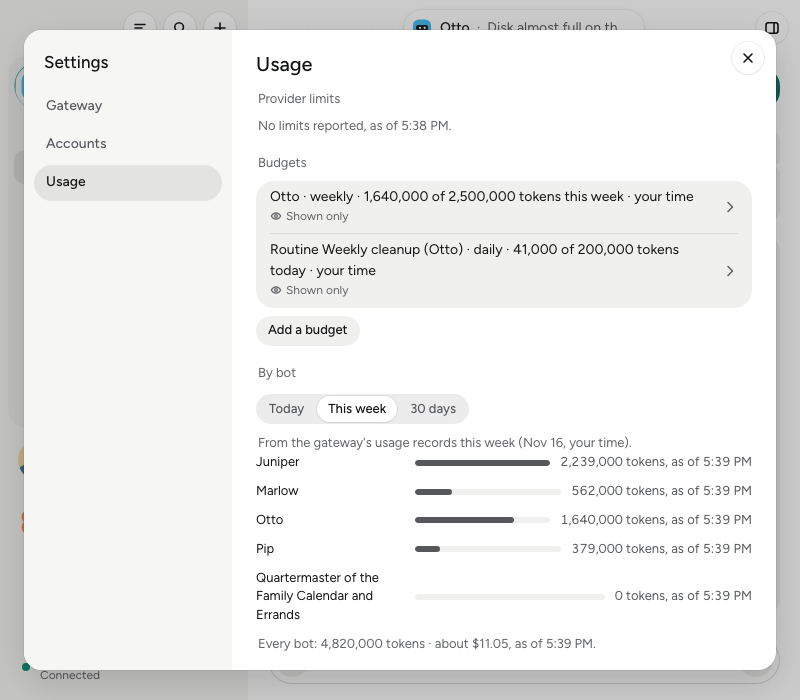 Otto · Disk almost full on th
Settings
Gateway
Accounts
Usage
Usage
Provider limits
No limits reported, as of 5:38 PM.
Budgets
Otto · weekly · 1,640,000 of 2,500,000 tokens this week · your time
Shown only
Routine Weekly cleanup (Otto) · daily · 41,000 of 200,000 tokens
today · your time
Shown only
Add a budget
By bot
Today This week 30 days
From the gateway's usage records this week (Nov 16, your time).
Juniper 2,239,000 tokens, as of 5:39 PM
Marlow 562,000 tokens, as of 5:39 PM
Otto 1,640,000 tokens, as of 5:39 PM
Pip 379,000 tokens, as of 5:39 PM
Quartermaster of the
Family Calendar and
Errands
0 tokens, as of 5:39 PM
Every bot: 4,820,000 tokens · about $11.05, as of 5:39 PM.
Connected